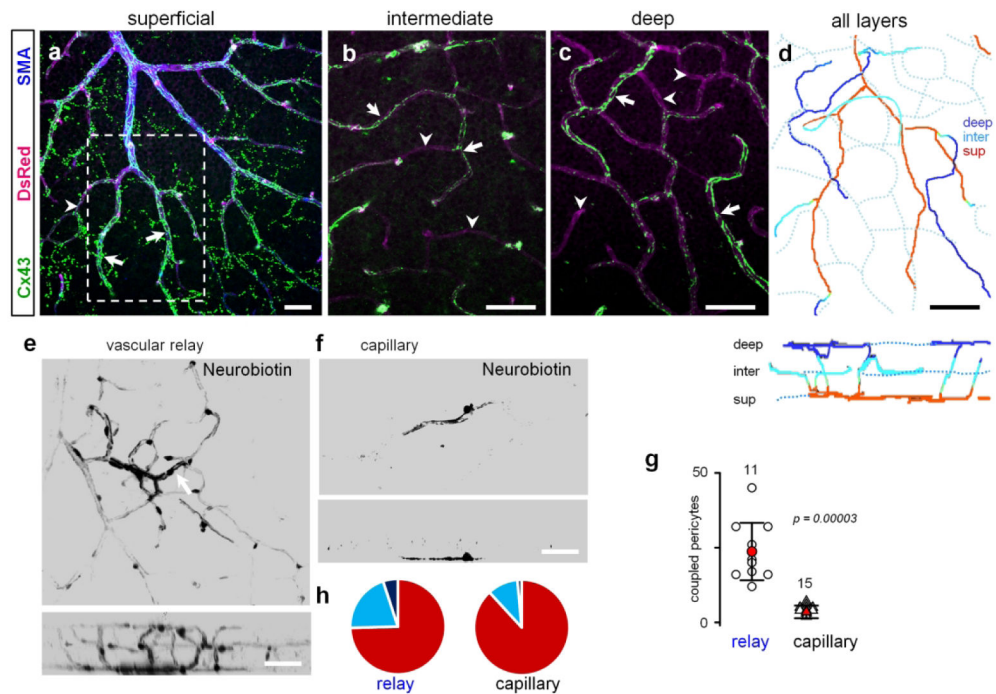 superficial
intermediate
deep
all layers
Cx43 DsRed SMA
a
b
c
d
deep
inter
sup
deep
inter
sup
e
vascular relay
Neurobiotin
f
capillary
Neurobiotin
g
50
11
coupled pericytes
p = 0.00003
15
0
relay
capillary
h
relay
capillary